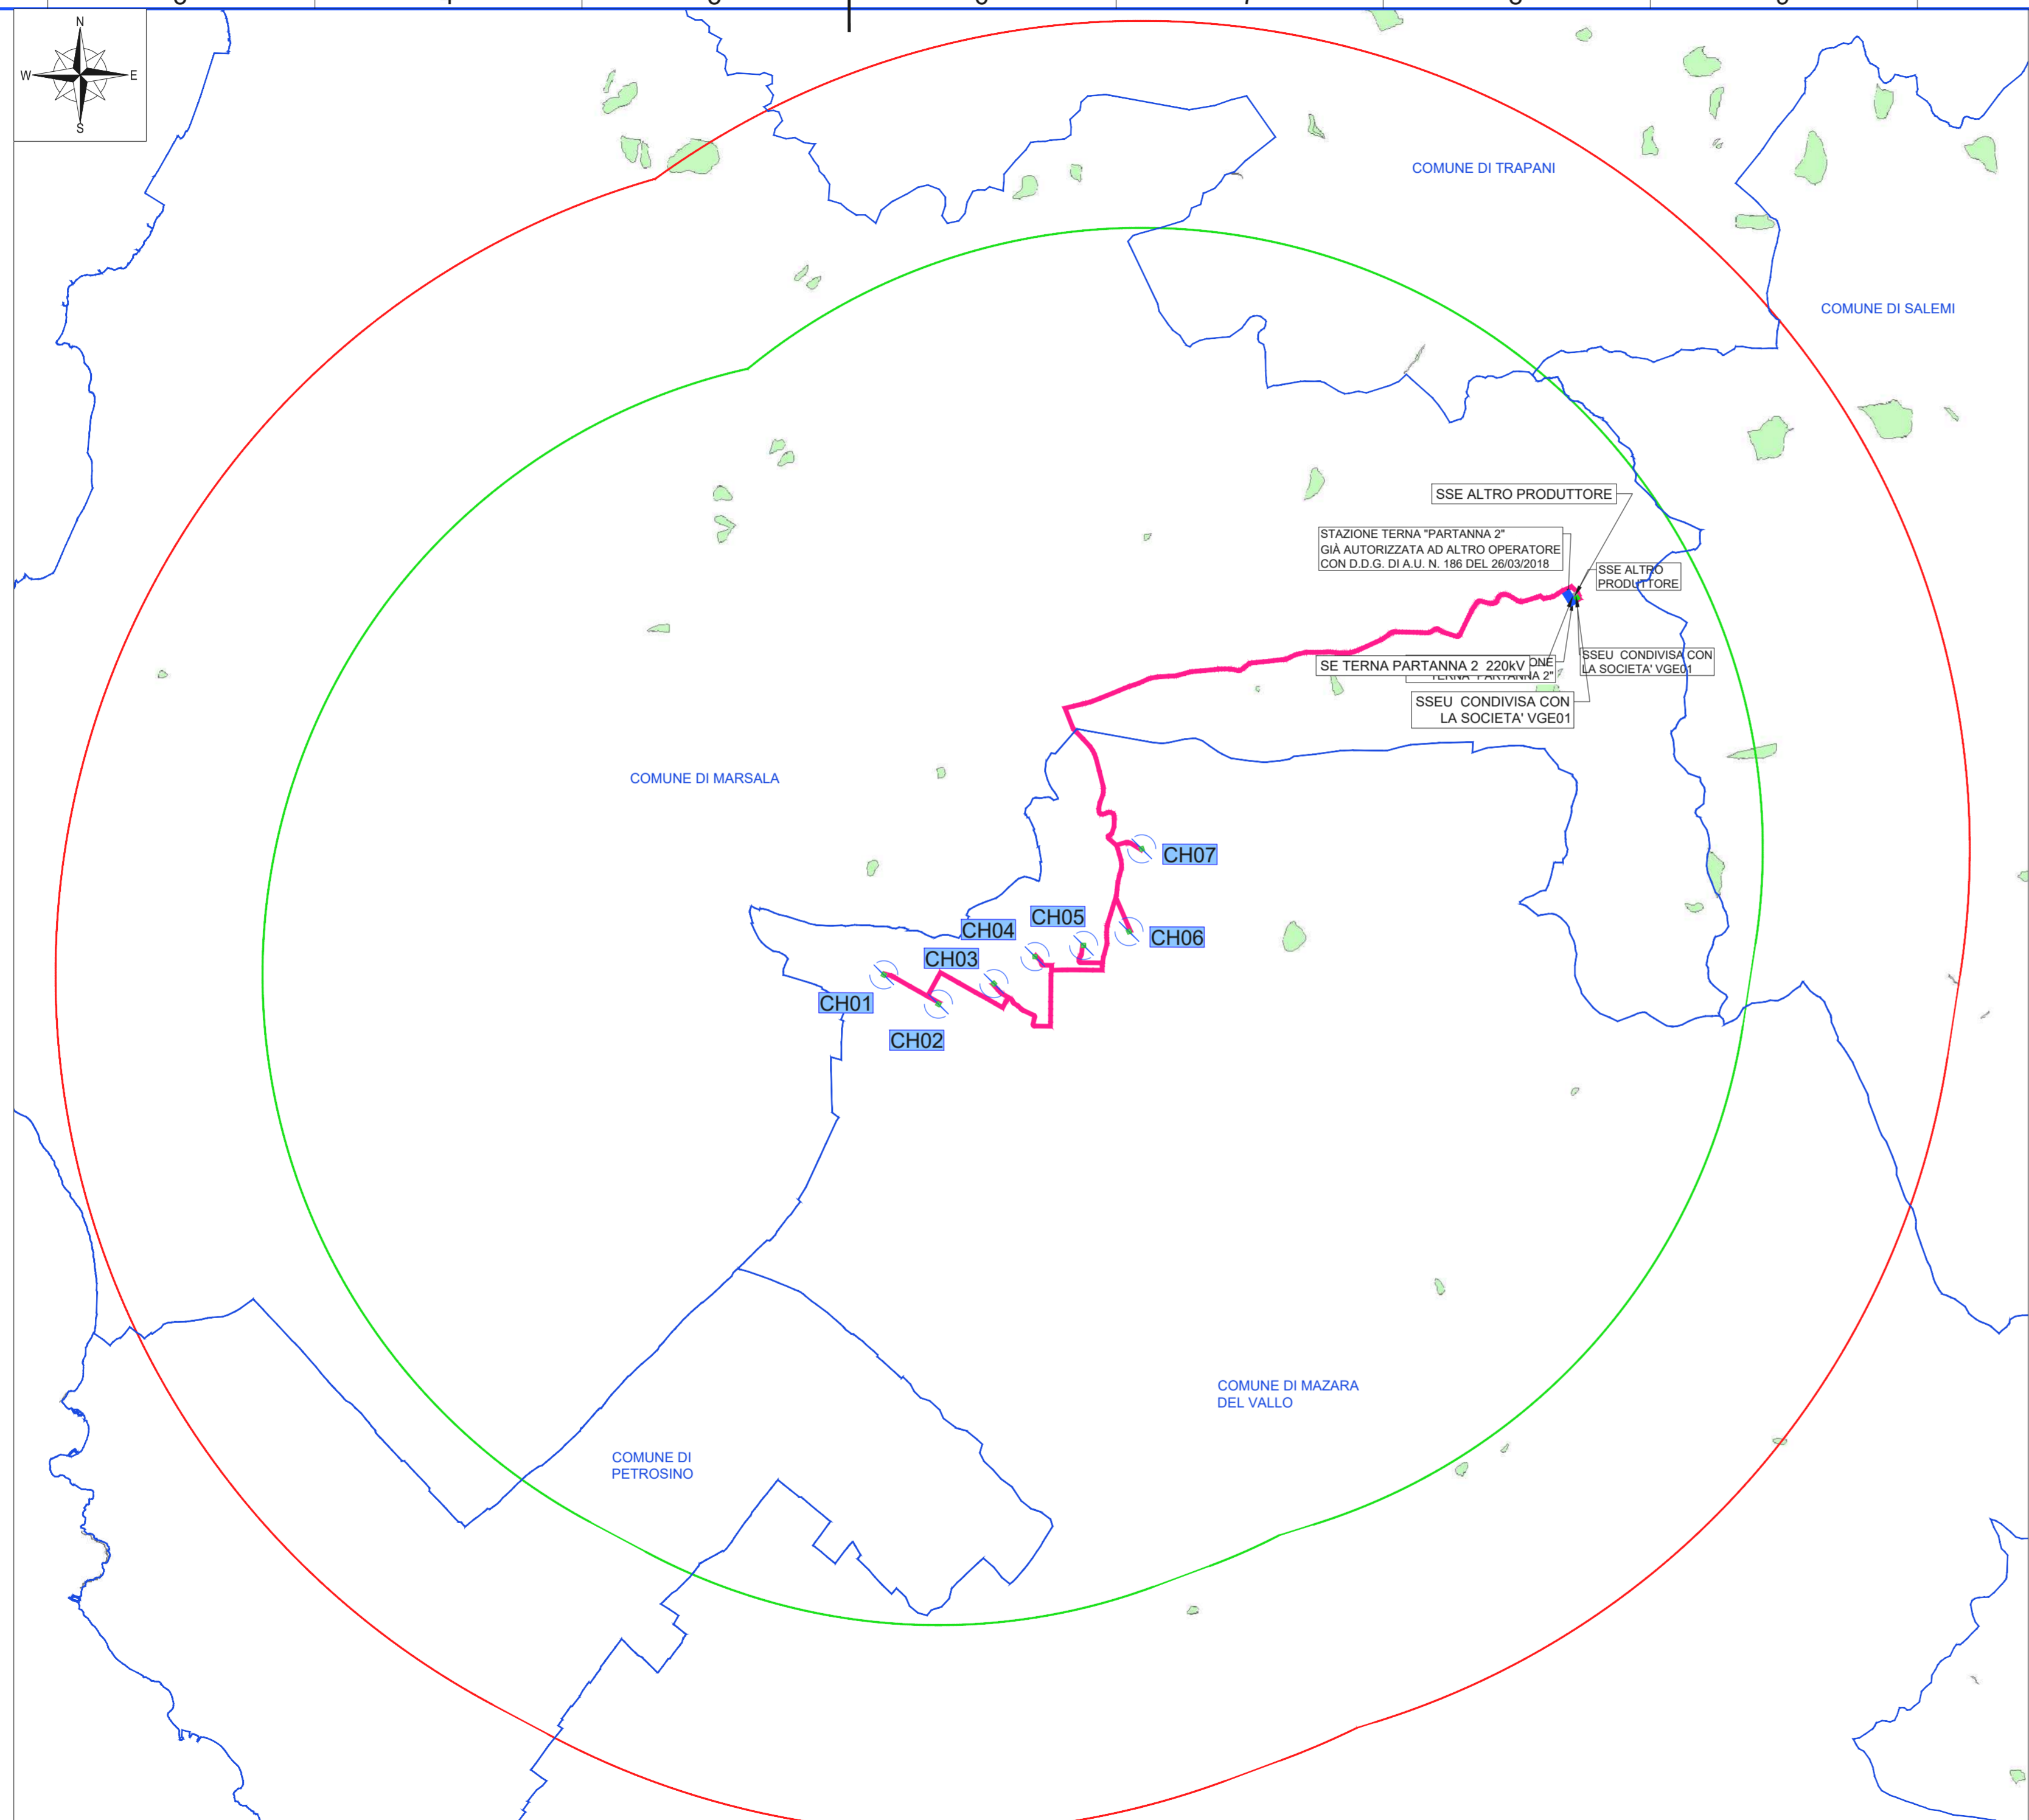 N
W
E
S
COMUNE DI TRAPANI
COMUNE DI SALEMI
SSE ALTRO PRODUTTORE
STAZIONE TERNA "PARTANNA 2"
GIÀ AUTORIZZATA AD ALTRO OPERATORE
CON D.D.G. DI A.U. N. 186 DEL 26/03/2018
SSE ALTRO
PRODUTTORE
SE TERNA PARTANNA 2 220kV
TERNA "PARTANNA 2"
SSEU CONDIVISA CON
LA SOCIETA' VGE01
SSEU CONDIVISA CON
LA SOCIETA' VGE01
COMUNE DI MARSALA
CH07
CH05
CH04
CH06
CH03
CH01
CH02
COMUNE DI MAZARA
DEL VALLO
COMUNE DI
PETROSINO